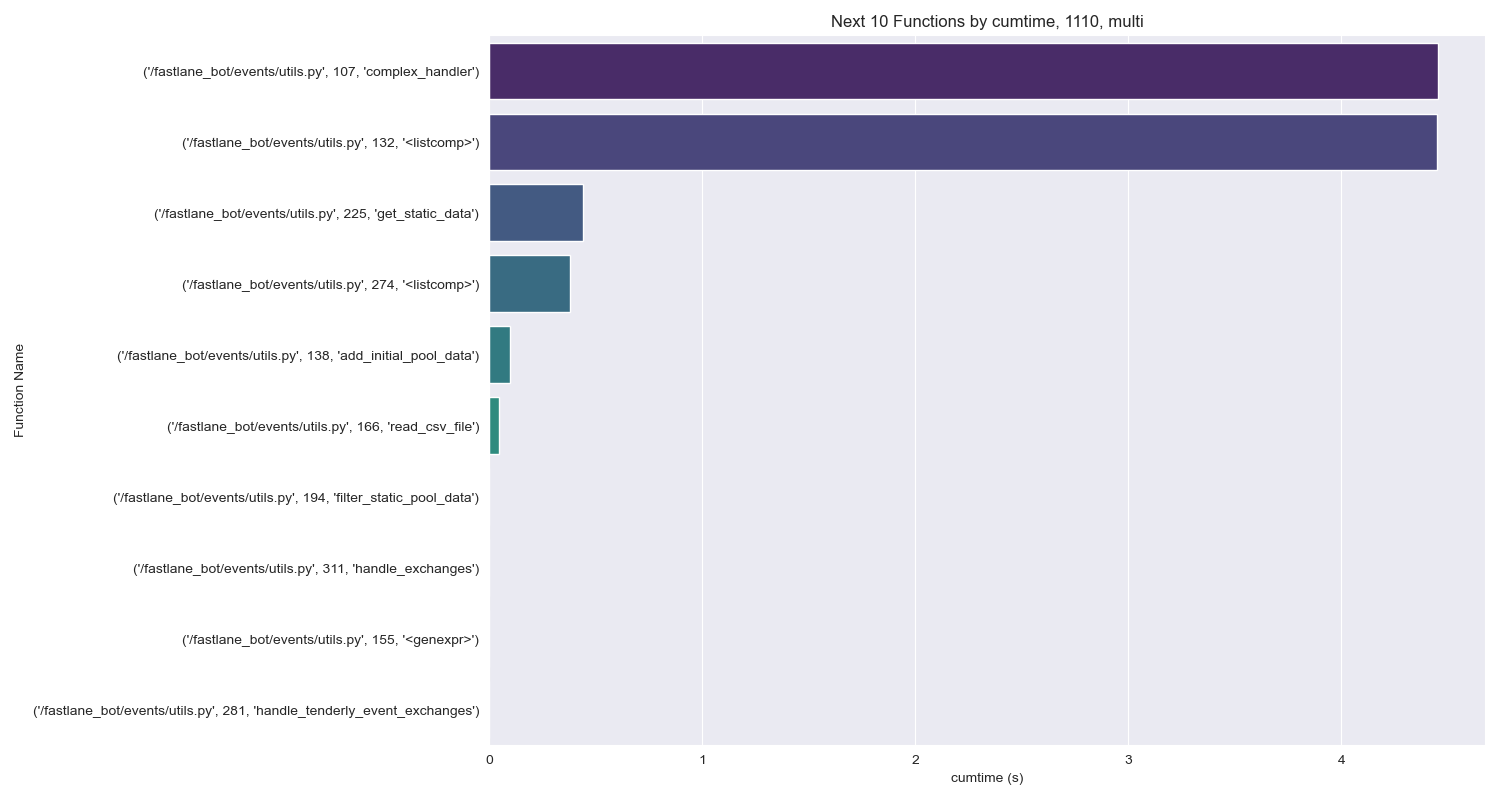 Next 10 Functions by cumtime, 1110, multi
('/fastlane_bot/events/utils.py', 107, 'complex_handler')
('/fastlane_bot/events/utils.py', 132, '<listcomp>')
('/fastlane_bot/events/utils.py', 225, 'get_static_data')
('/fastlane_bot/events/utils.py', 274, '<listcomp>')
('/fastlane_bot/events/utils.py', 138, 'add_initial_pool_data')
('/fastlane_bot/events/utils.py', 166, 'read_csv_file')
('/fastlane_bot/events/utils.py', 194, 'filter_static_pool_data')
('/fastlane_bot/events/utils.py', 311, 'handle_exchanges')
('/fastlane_bot/events/utils.py', 155, '<genexpr>')
('/fastlane_bot/events/utils.py', 281, 'handle_tenderly_event_exchanges')
Function Name
0 1 2 3 4
cumtime (s)